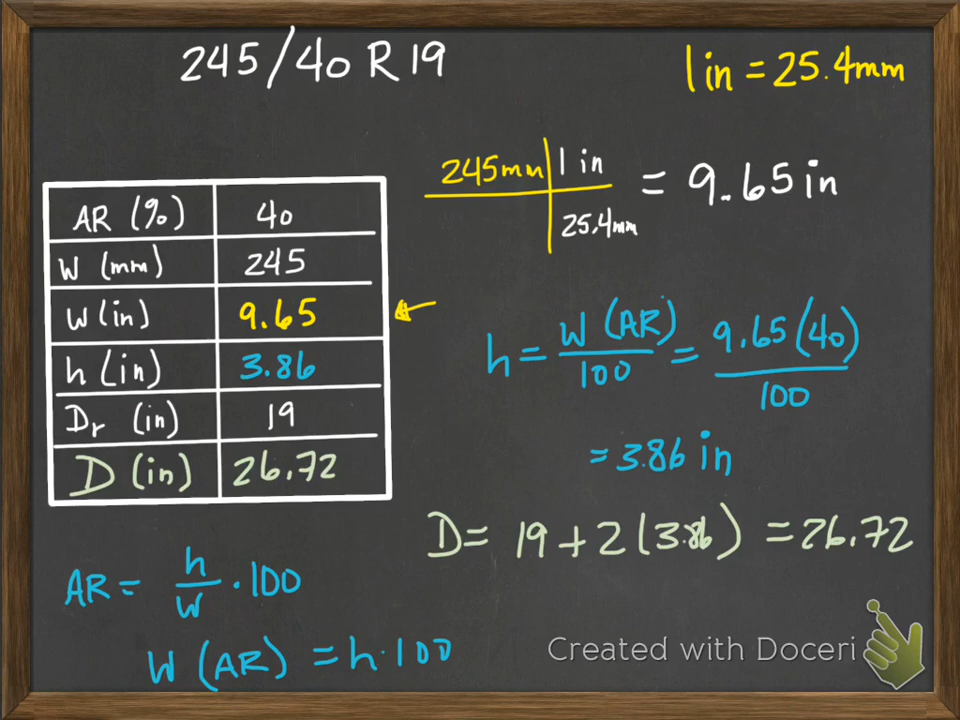 245/40 R 19
1 in = 25.4mm
245mm | 1 in
25.4mm
= 9.65 in
AR (%) 40
W (mm) 245
W (in) 9.65
h (in) 3.86
Dr (in) 19
D (in) 26.72
h = W (AR) / 100 = 9.65 (40) / 100
= 3.86 in
D = 19 + 2 (3.86) = 26.72
AR = h / W · 100
W (AR) = h · 100
Created with Doceri